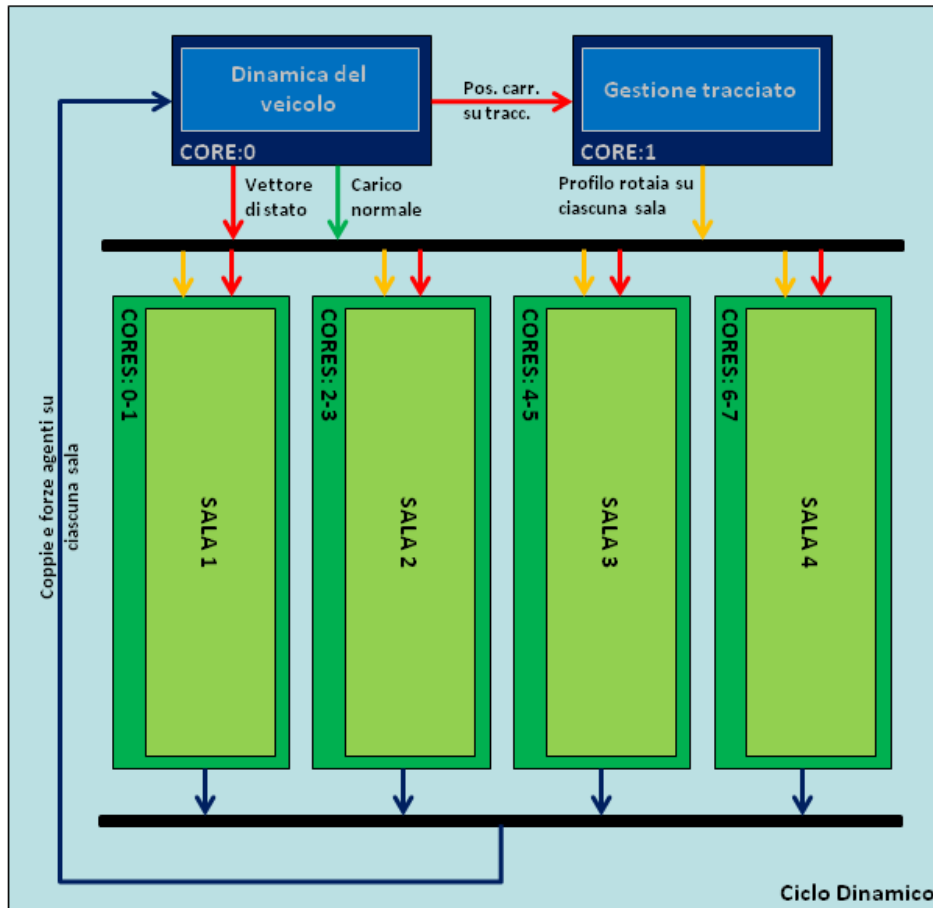 Dinamica del
veicolo
CORE:0
Pos. carr.
su tracc.
Gestione tracciato
CORE:1
Vettore
di stato
Carico
normale
Profilo rotaia su
ciascuna sala
CORES: 0-1
SALA 1
CORES: 2-3
SALA 2
CORES: 4-5
SALA 3
CORES: 6-7
SALA 4
Coppie e forze agenti su
ciascuna sala
Ciclo Dinamico